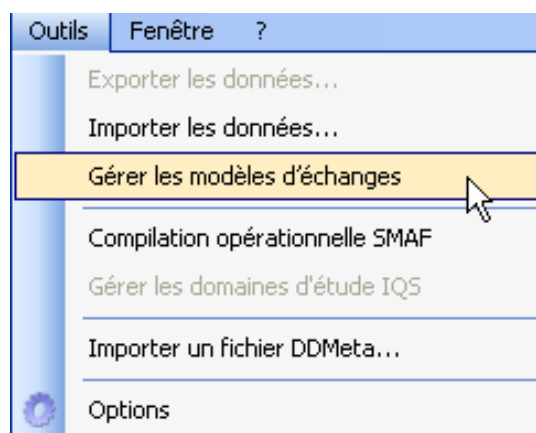 Outils Fenêtre ?
Exporter les données...
Importer les données...
Gérer les modèles d'échanges
Compilation opérationnelle SMAF
Gérer les domaines d'étude IQS
Importer un fichier DDMeta...
Options